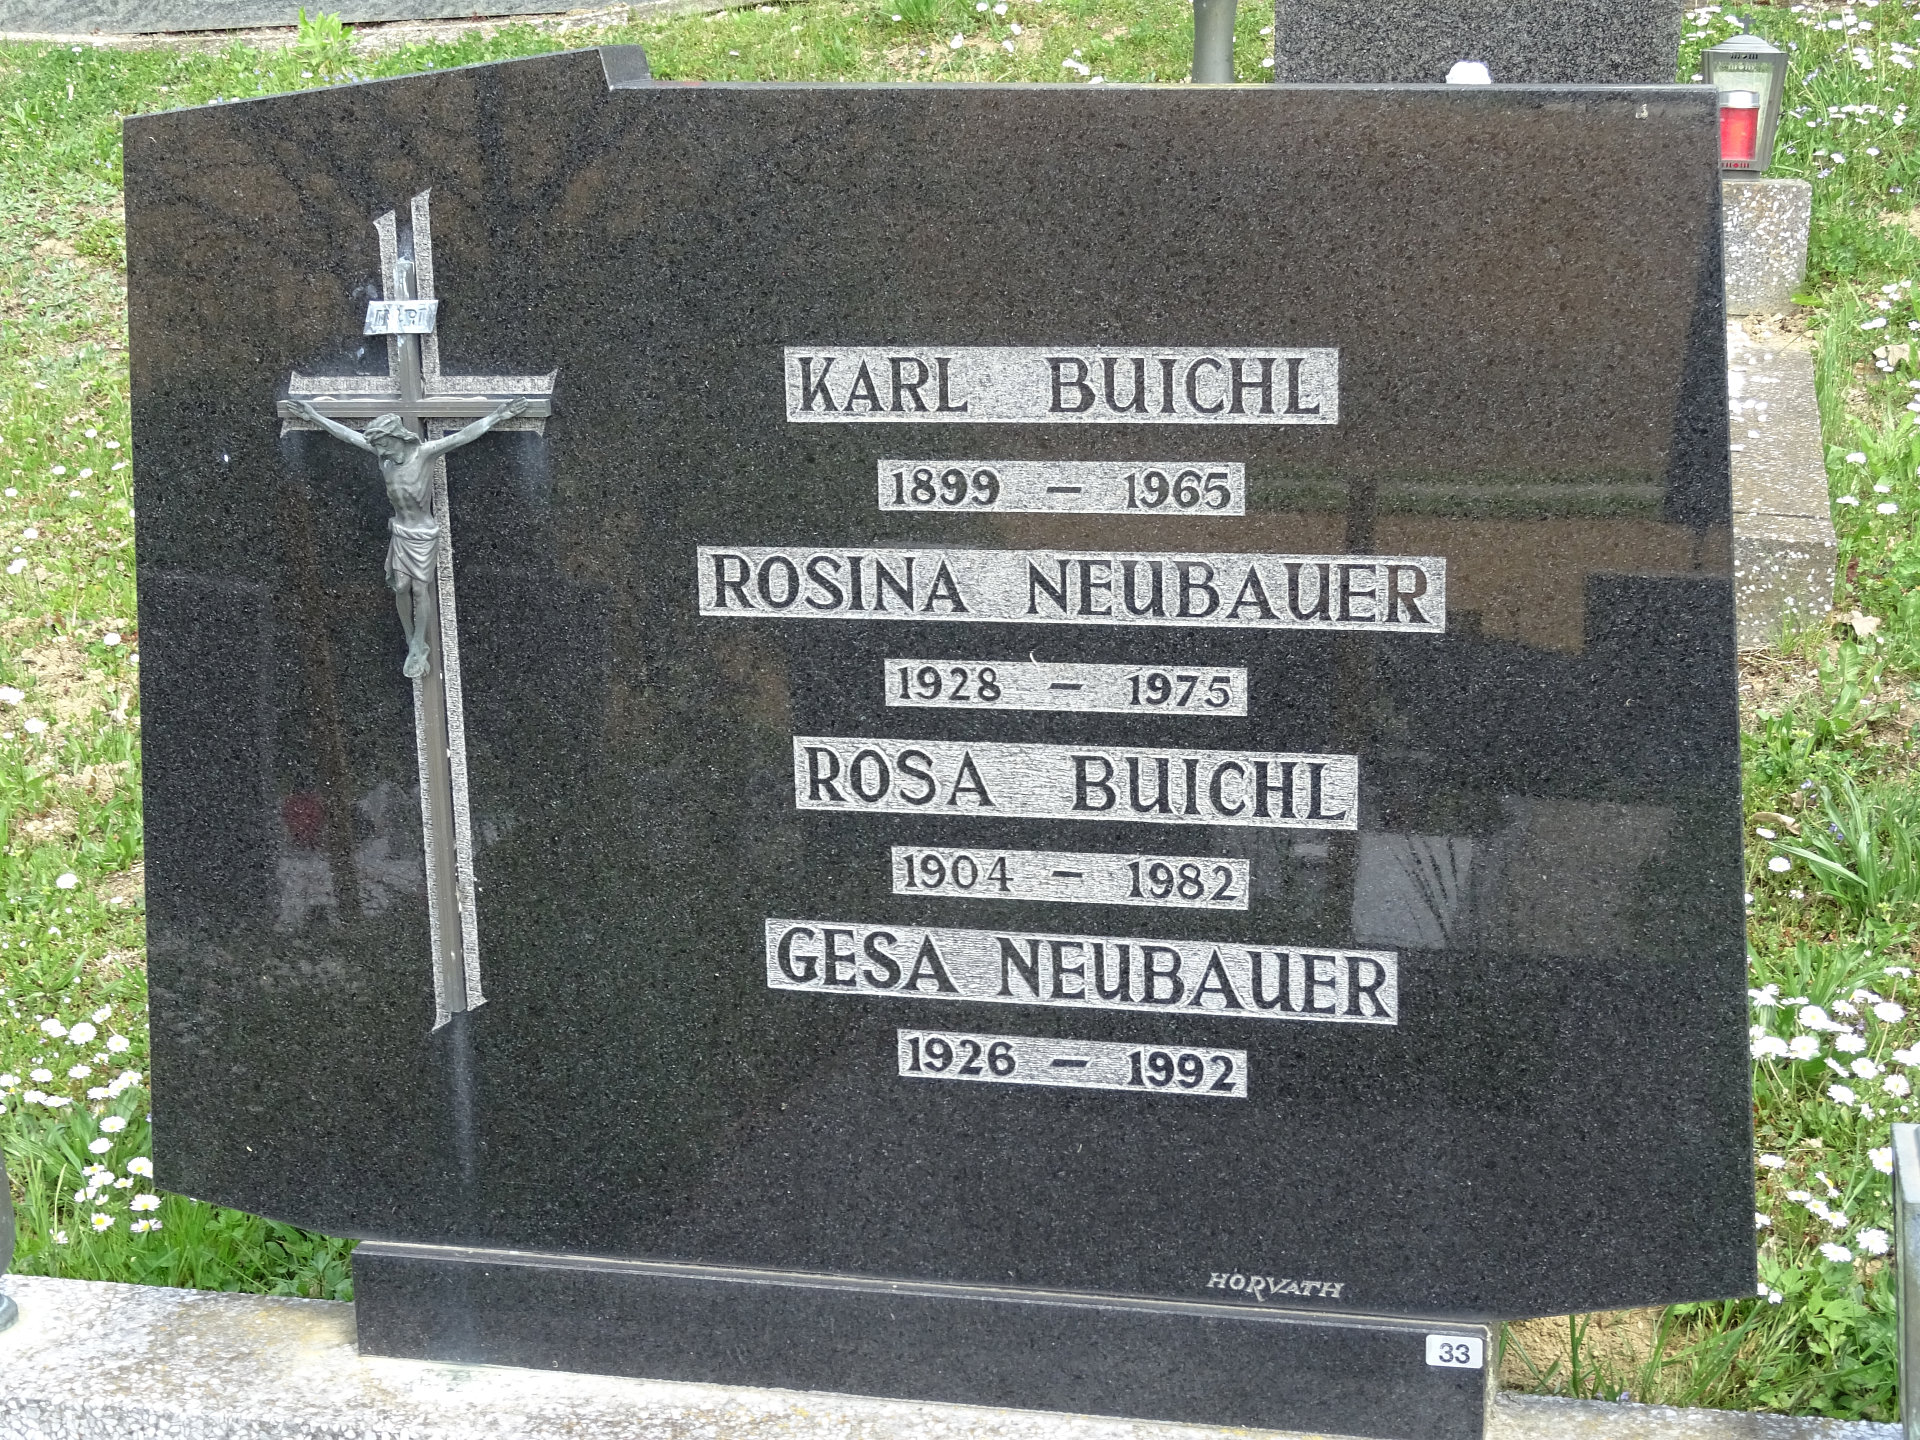 INRI
KARL BUICHL
1899 – 1965
ROSINA NEUBAUER
1928 – 1975
ROSA BUICHL
1904 – 1982
GESA NEUBAUER
1926 – 1992
HORVATH
33